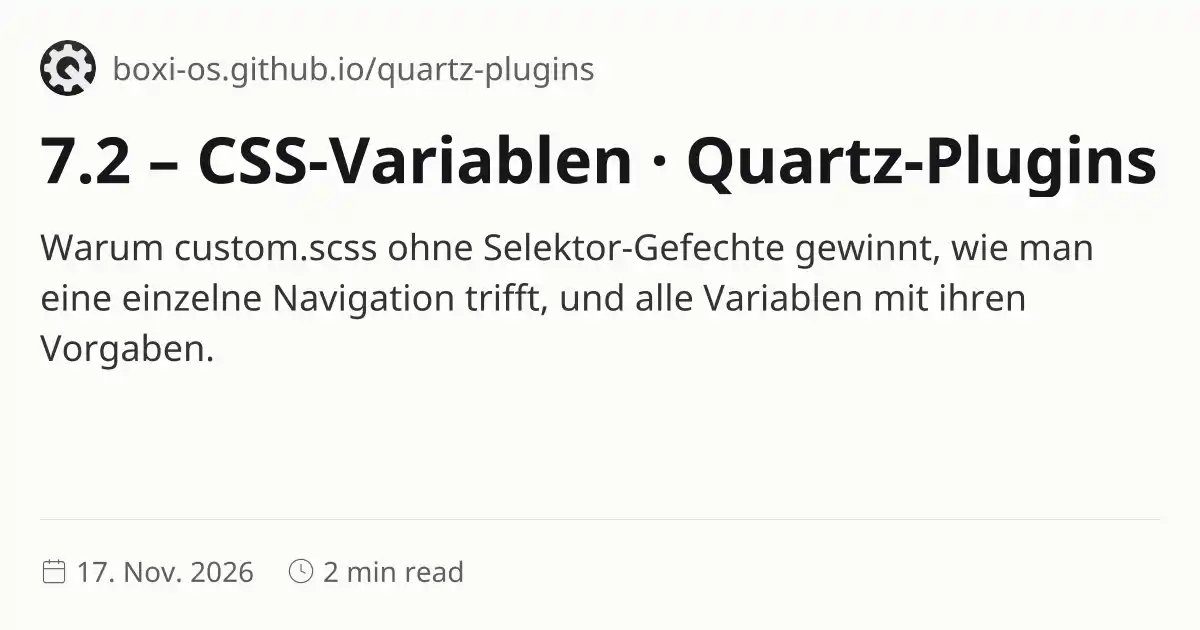 boxi-os.github.io/quartz-plugins
7.2 – CSS-Variablen · Quartz-Plugins
Warum custom.scss ohne Selektor-Gefechte gewinnt, wie man
eine einzelne Navigation trifft, und alle Variablen mit ihren
Vorgaben.
17. Nov. 2026 2 min read